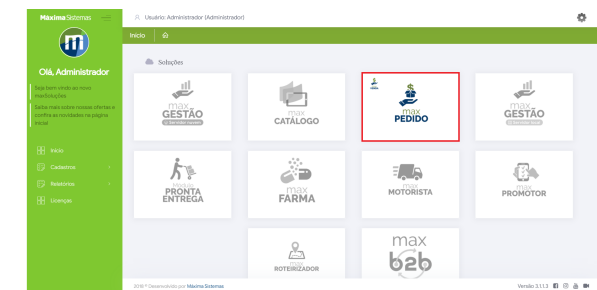 Máxima Sistemas
Usuário: Administrador (Administrador)
Início
Olá, Administrador
Seja bem vindo ao novo
maxSoluções.
Saiba mais sobre nossas ofertas e
confira as novidades na página
inicial
Início
Cadastros
Relatórios
Licenças
Soluções
max
GESTÃO
max
CATÁLOGO
max
PEDIDO
max
GESTÃO
Módulo
PRONTA
ENTREGA
max
FARMA
max
MOTORISTA
max
PROMOTOR
max
ROTEIRIZADOR
max
b2b
2019 © Desenvolvido por Máxima Sistemas
Versão: 3.1.1.3